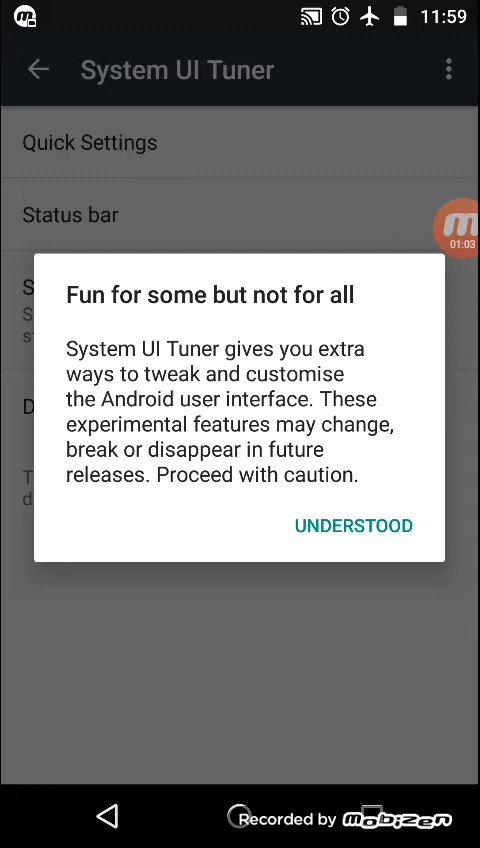 11:59
System UI Tuner
Quick Settings
Status bar
m
01:03
S
S
s
D
T
d
Fun for some but not for all
System UI Tuner gives you extra
ways to tweak and customise
the Android user interface. These
experimental features may change,
break or disappear in future
releases. Proceed with caution.
UNDERSTOOD
Recorded by mobizen